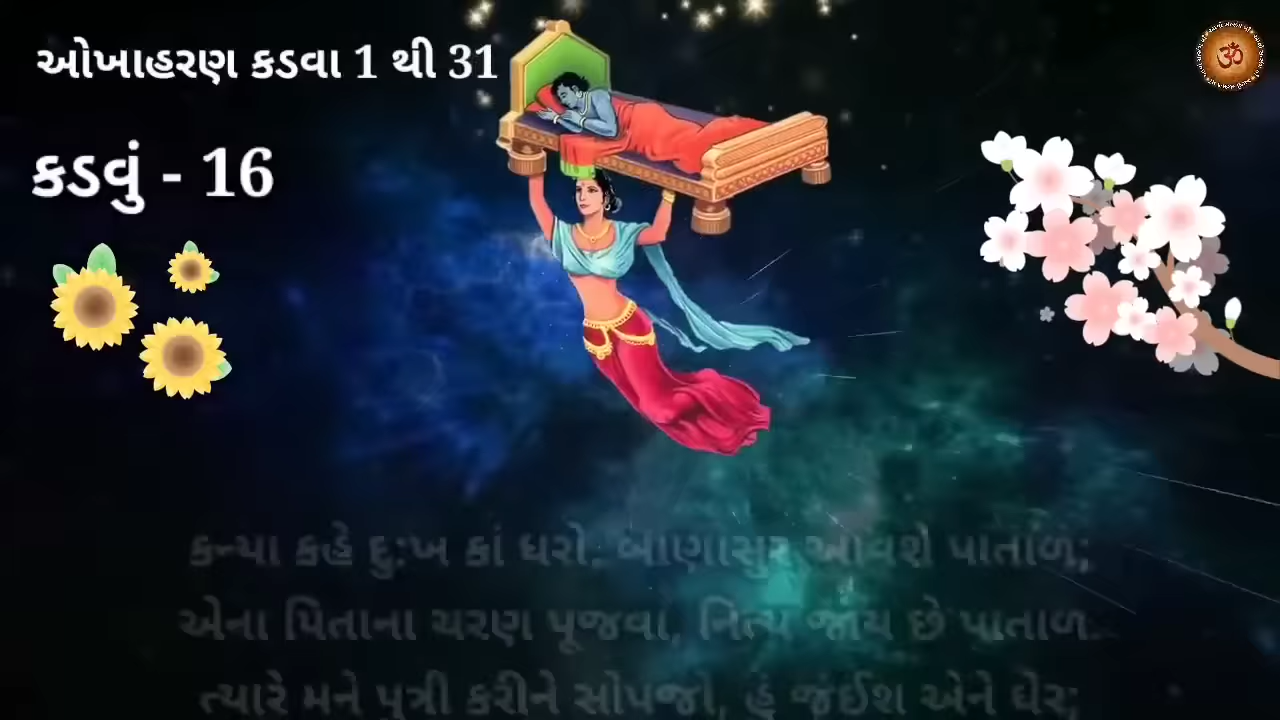 ઓખાહરણ કડવા 1 થી 31
કડવું - 16
ૐ
કન્યા કહે દુ:ખ કાં ધરો, બાણાસુર આવશે પાતાળ;
એના પિતાના ચરણ પૂજવા, નિત્ય જાય છે પાતાળ.
ત્યારે મને પુત્રી કરીને સોપજો, હું જઈશ એને ઘેર;